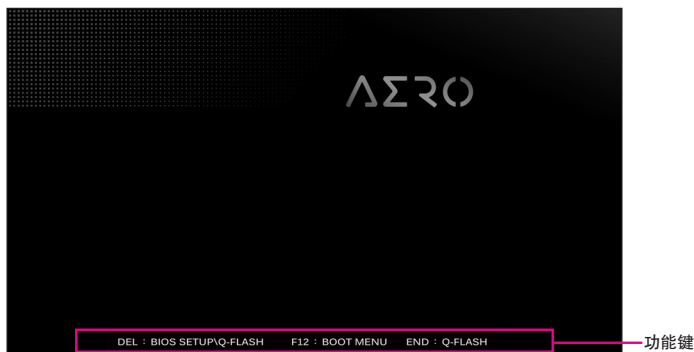 AERO
DEL : BIOS SETUP\Q-FLASH F12 : BOOT MENU END : Q-FLASH
功能键